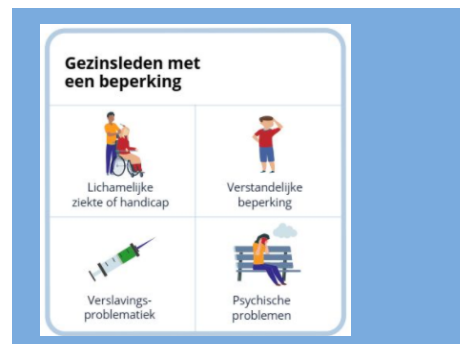 Gezinsleden met
een beperking
Lichamelijke
ziekte of handicap
Verstandelijke
beperking
Verslavings-
problematiek
Psychische
problemen